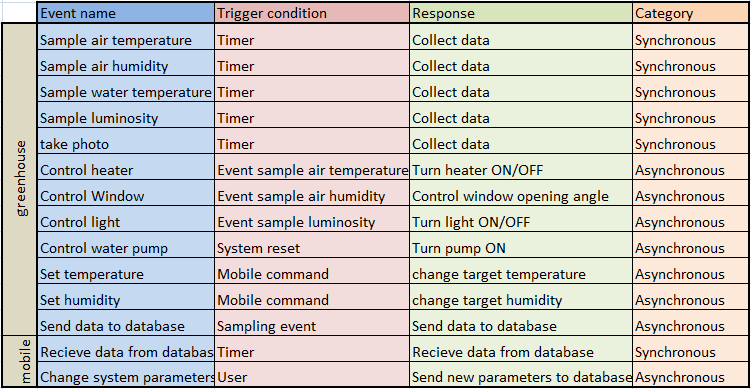 Event name Trigger condition Response Category
greenhouse
Sample air temperature Timer Collect data Synchronous
Sample air humidity Timer Collect data Synchronous
Sample water temperature Timer Collect data Synchronous
Sample luminosity Timer Collect data Synchronous
take photo Timer Collect data Synchronous
Control heater Event sample air temperature Turn heater ON/OFF Asynchronous
Control Window Event sample air humidity Control window opening angle Asynchronous
Control light Event sample luminosity Turn light ON/OFF Asynchronous
Control water pump System reset Turn pump ON Asynchronous
Set temperature Mobile command change target temperature Asynchronous
Set humidity Mobile command change target humidity Asynchronous
Send data to database Sampling event Send data to database Asynchronous
mobile
Recieve data from databas Timer Recieve data from database Synchronous
Change system parameters User Send new parameters to database Asynchronous